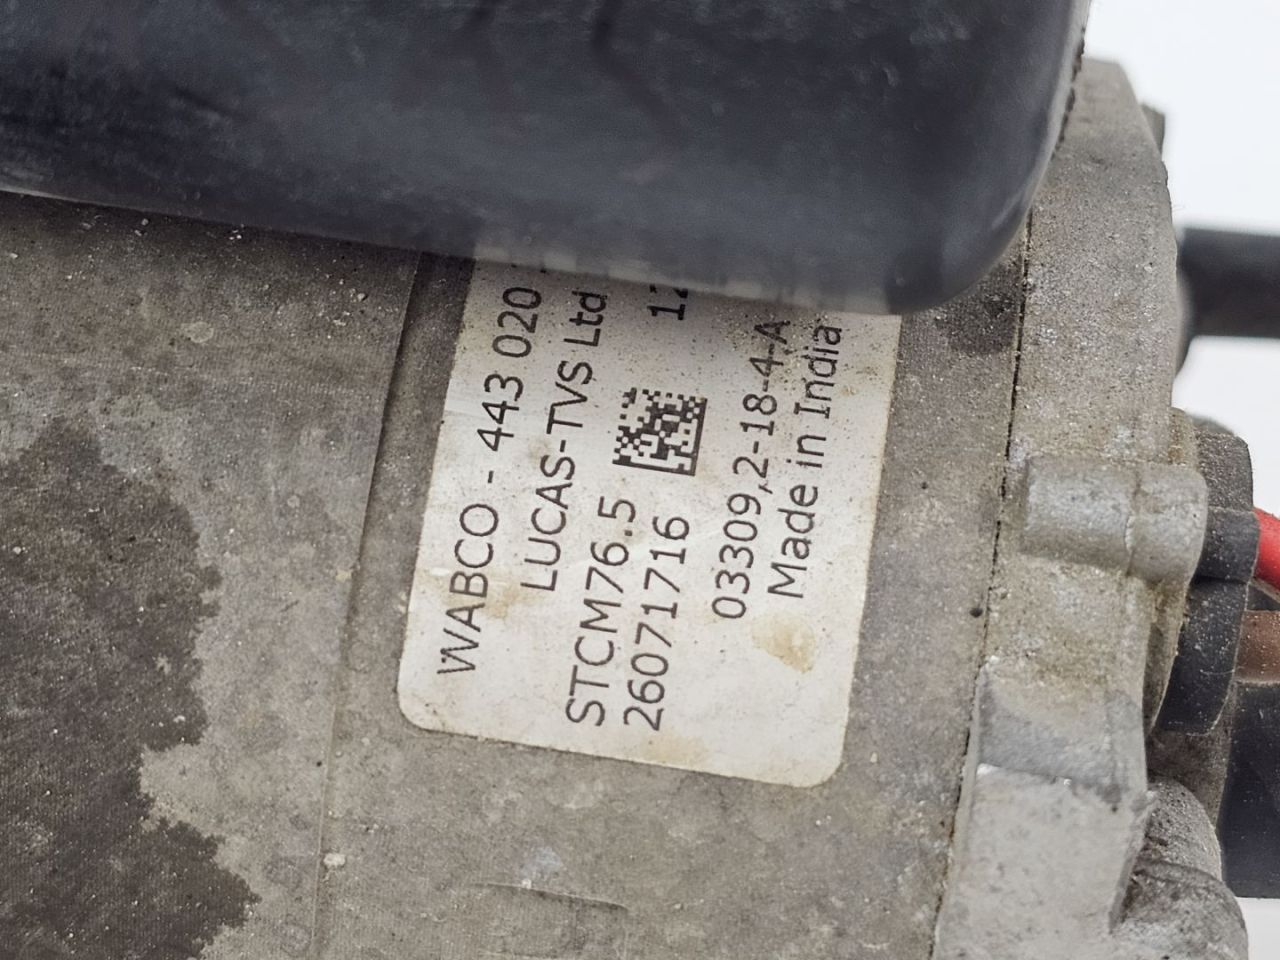 WABCO - 443 020
LUCAS-TVS Ltd
STCM76.5
26071716
03309,2-18-4-A
Made in India